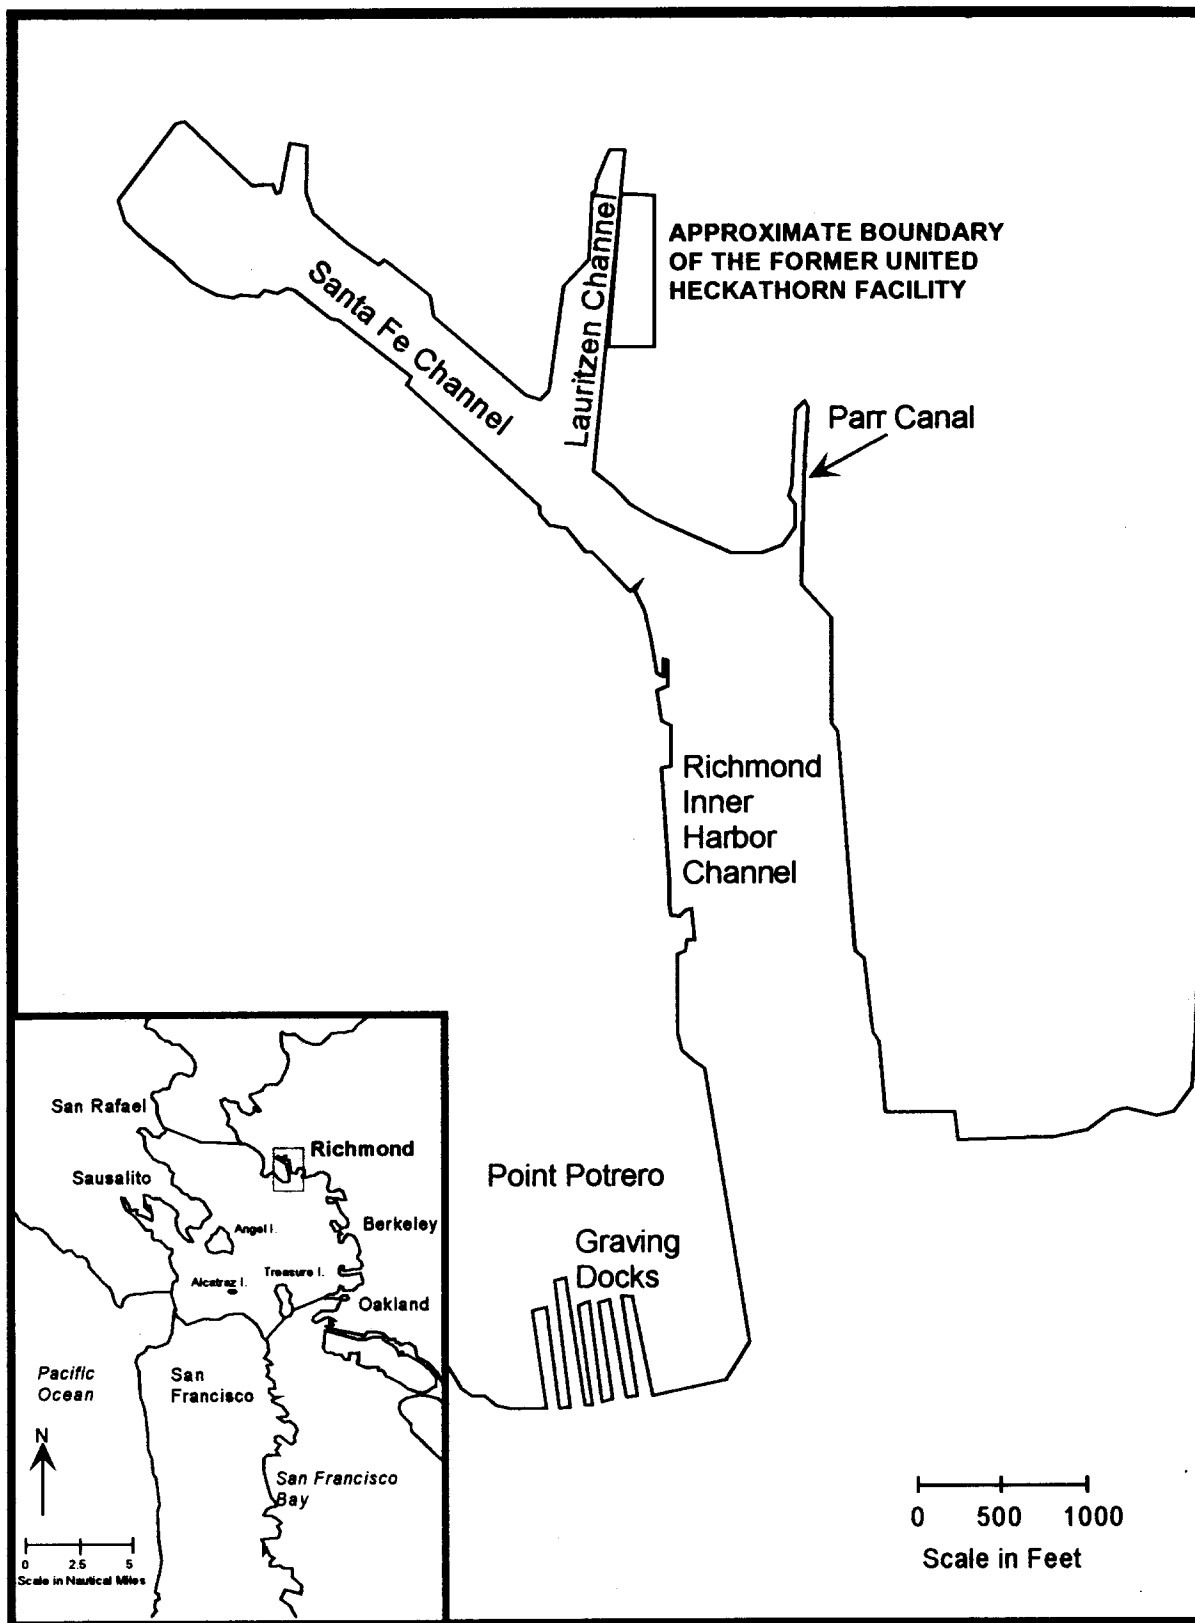 APPROXIMATE BOUNDARY
OF THE FORMER UNITED
HECKATHORN FACILITY
Santa Fe Channel
Lauritzen Channel
Parr Canal
Richmond
Inner
Harbor
Channel
Point Potrero
Graving
Docks
0 500 1000
Scale in Feet
San Rafael
Richmond
Sausalito
Angel I.
Berkeley
Treasure I.
Alcatraz I.
Oakland
Pacific
Ocean
San
Francisco
N
San Francisco
Bay
0 2.5 5
Scale in Nautical Miles